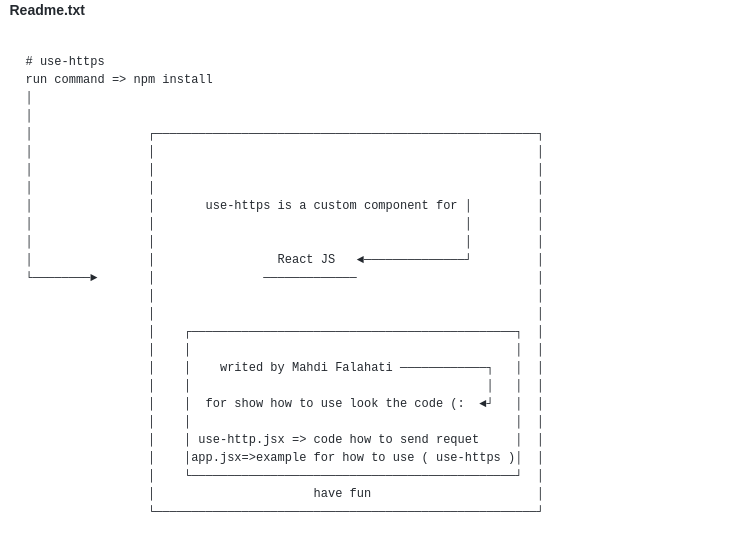 Readme.txt
# use-https
run command => npm install
use-https is a custom component for
React JS
writed by Mahdi Falahati
for show how to use look the code (:
use-http.jsx => code how to send requet
app.jsx=>example for how to use ( use-https )
have fun